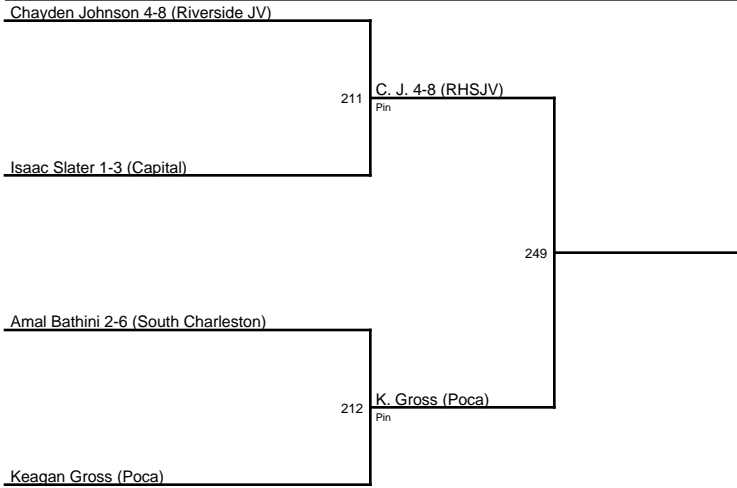 Chayden Johnson 4-8 (Riverside JV)
211
C. J. 4-8 (RHSJV)
Pin
Isaac Slater 1-3 (Capital)
249
Amal Bathini 2-6 (South Charleston)
212
K. Gross (Poca)
Pin
Keagan Gross (Poca)